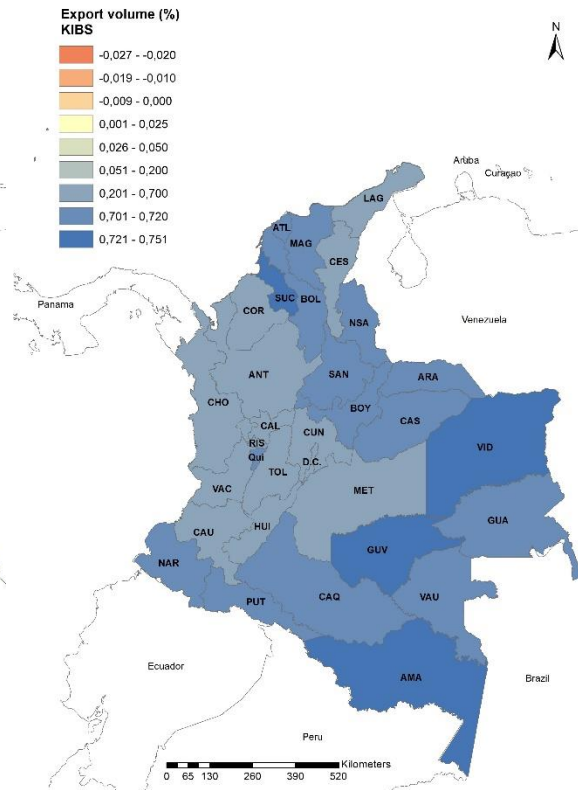 Export volume (%)
KIBS
-0,027 - -0,020
-0,019 - -0,010
-0,009 - 0,000
0,001 - 0,025
0,026 - 0,050
0,051 - 0,200
0,201 - 0,700
0,701 - 0,720
0,721 - 0,751
N
Aruba
Curaçao
LAG
ATL
MAG
CES
SUC
BOL
COR
NSA
Panama
Venezuela
ANT
SAN
ARA
CHO
BOY
CAS
CAL
CUN
RIS
Qui
D.C.
VID
TOL
VAC
MET
GUA
HUI
CAU
GUV
NAR
CAQ
VAU
PUT
Ecuador
AMA
Brazil
Peru
Kilometers
0 65 130 260 390 520